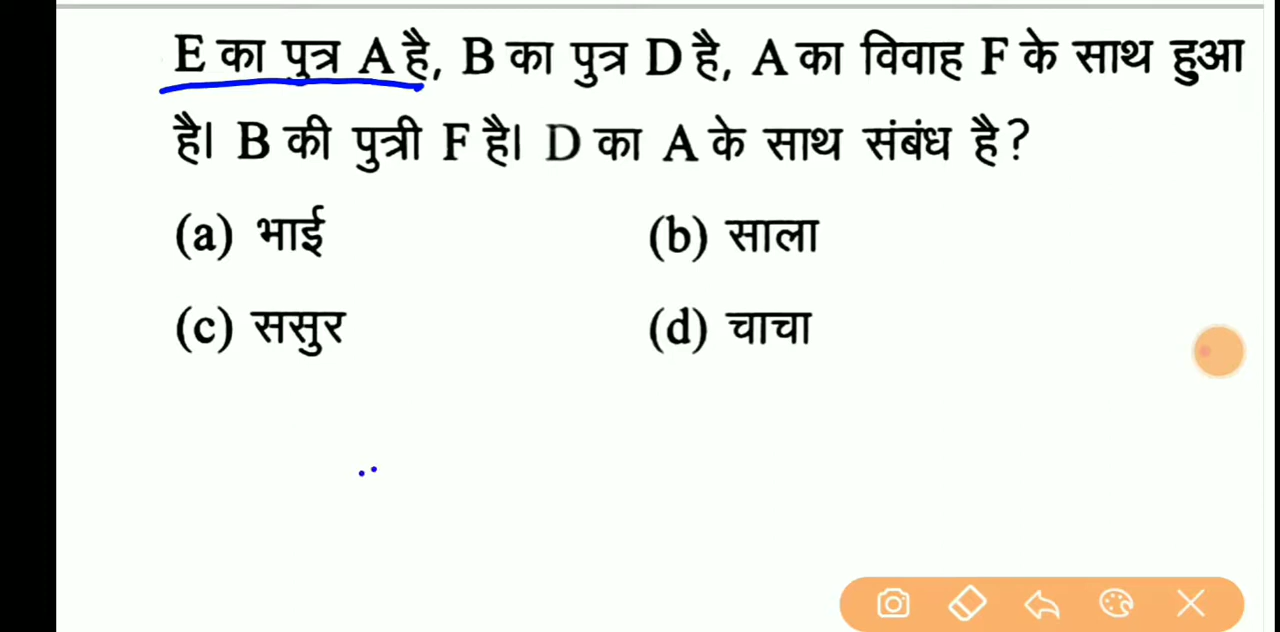 E का पुत्र A है, B का पुत्र D है, A का विवाह F के साथ हुआ
है। B की पुत्री F है। D का A के साथ संबंध है?
(a) भाई (b) साला
(c) ससुर (d) चाचा